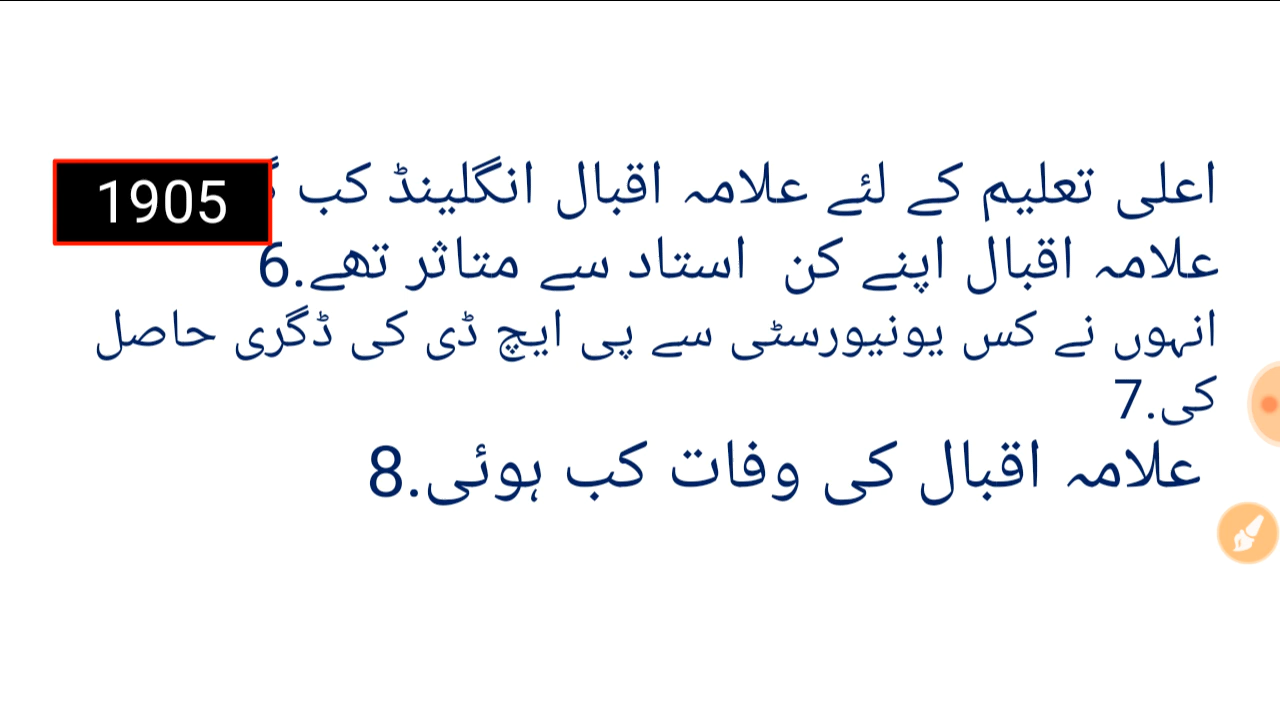 اعلی تعلیم کے لئے علامہ اقبال انگلینڈ کب
1905
علامہ اقبال اپنے کن استاد سے متاثر تھے.6
انہوں نے کس یونیورسٹی سے پی ایچ ڈی کی ڈگری حاصل
کی.7
علامہ اقبال کی وفات کب ہوئی.8